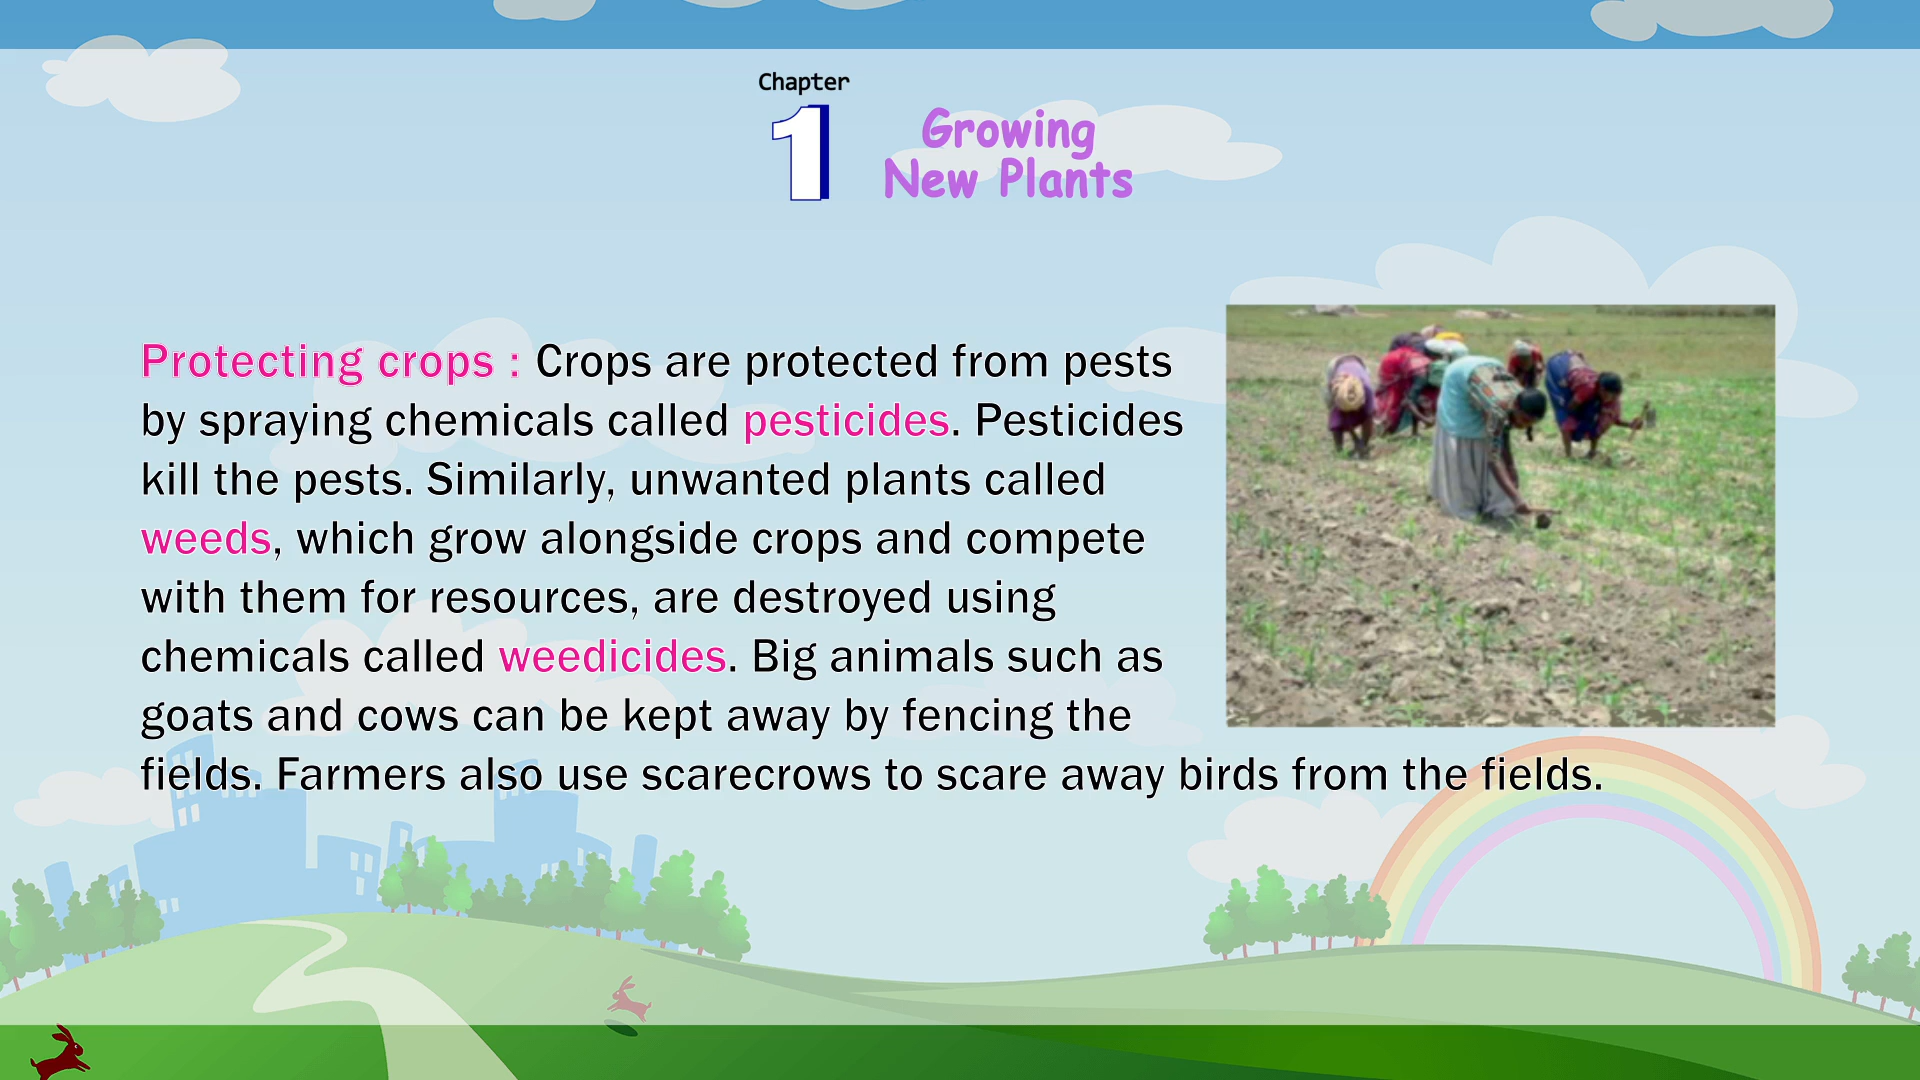 Chapter
1
Growing
New Plants
Protecting crops : Crops are protected from pests
by spraying chemicals called pesticides. Pesticides
kill the pests. Similarly, unwanted plants called
weeds, which grow alongside crops and compete
with them for resources, are destroyed using
chemicals called weedicides. Big animals such as
goats and cows can be kept away by fencing the
fields. Farmers also use scarecrows to scare away birds from the fields.